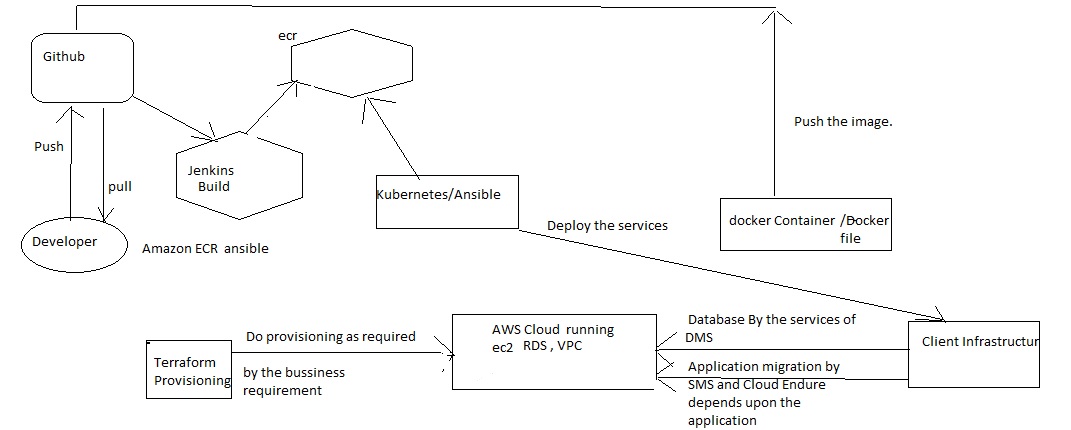 ecr
Github
Push the image.
Push
Jenkins
Build
pull
Kubernetes/Ansible
docker Container /Docker
file
Deploy the services
Developer
Amazon ECR ansible
Database By the services of
DMS
AWS Cloud running
ec2 RDS , VPC
Client Infrastructur
Do provisioning as required
Terraform
Provisioning
by the bussiness
requirement
Application migration by
SMS and Cloud Endure
depends upon the
application